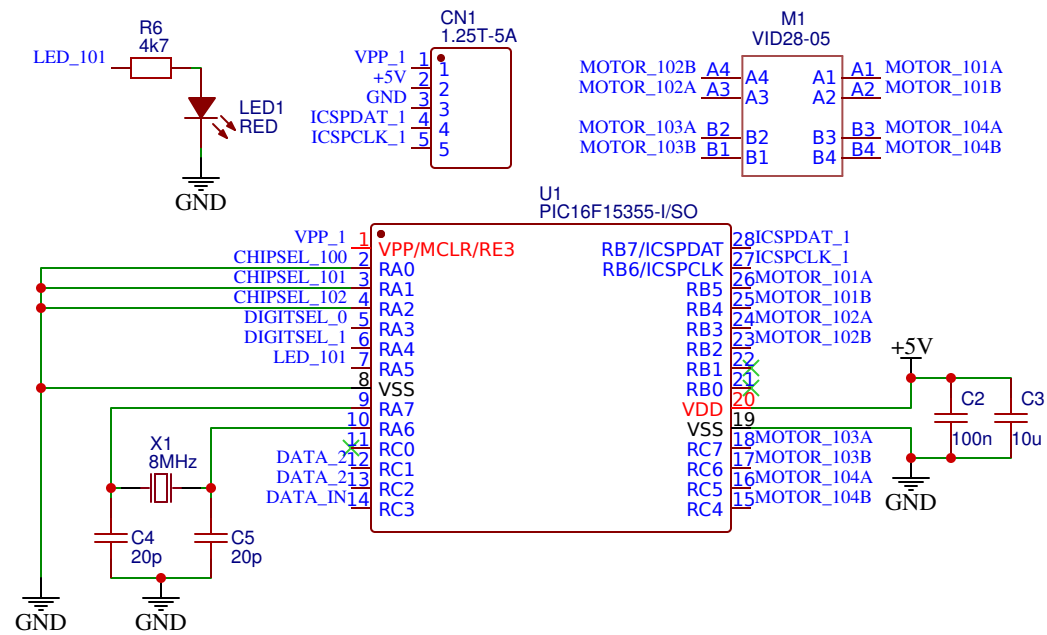 R6
4k7
LED_101
LED1
RED
GND
CN1
1.25T-5A
VPP_1 1 1
+5V 2 2
GND 3 3
ICSPDAT_1 4 4
ICSPCLK_1 5 5
M1
VID28-05
MOTOR_102B A4 A4 A1 A1 MOTOR_101A
MOTOR_102A A3 A3 A2 A2 MOTOR_101B
MOTOR_103A B2 B2 B3 B3 MOTOR_104A
MOTOR_103B B1 B1 B4 B4 MOTOR_104B
U1
PIC16F15355-I/SO
VPP_1 1 VPP/MCLR/RE3 RB7/ICSPDAT 28 ICSPDAT_1
CHIPSEL_100 2 RA0 RB6/ICSPCLK 27 ICSPCLK_1
CHIPSEL_101 3 RA1 RB5 26 MOTOR_101A
CHIPSEL_102 4 RA2 RB4 25 MOTOR_101B
DIGITSEL_0 5 RA3 RB3 24 MOTOR_102A
DIGITSEL_1 6 RA4 RB2 23 MOTOR_102B
LED_101 7 RA5 RB1 22
8 VSS RB0 21
9 RA7 VDD 20
10 RA6 VSS 19
11 RC0 RC7 18 MOTOR_103A
DATA_2 12 RC1 RC6 17 MOTOR_103B
DATA_2 13 RC2 RC5 16 MOTOR_104A
DATA_IN 14 RC3 RC4 15 MOTOR_104B
+5V
C2
100n
C3
10u
GND
X1
8MHz
C4
20p
C5
20p
GND
GND